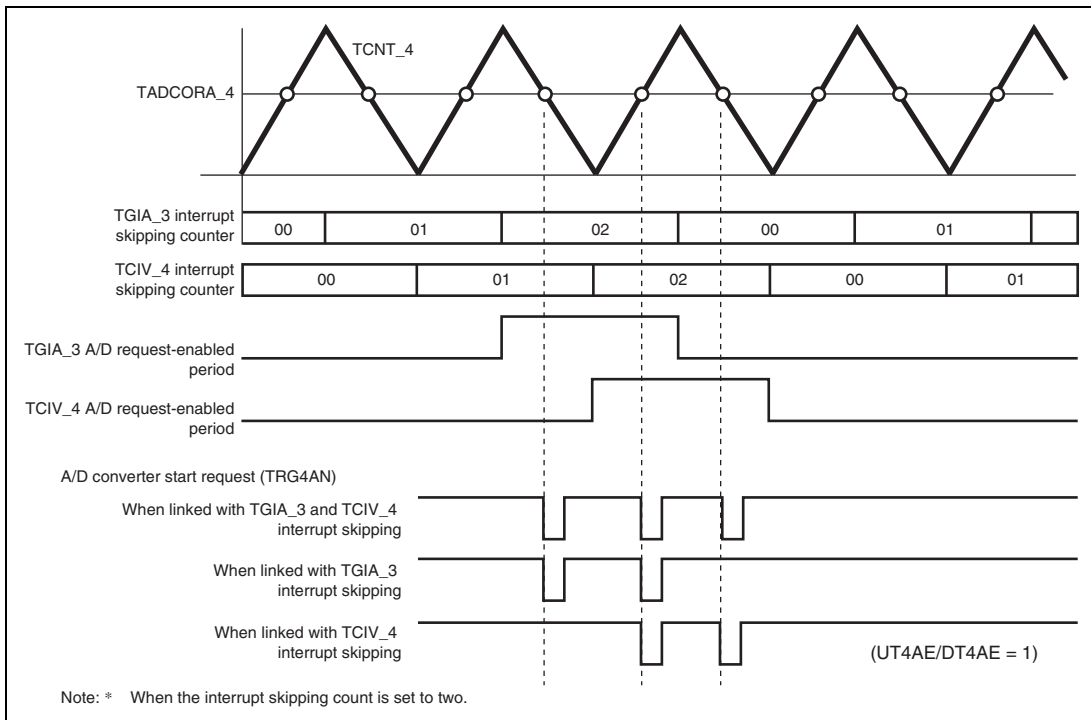 TCNT_4
TADCORA_4
TGIA_3 interrupt
skipping counter
00 01 02 00 01
TCIV_4 interrupt
skipping counter
00 01 02 00 01
TGIA_3 A/D request-enabled
period
TCIV_4 A/D request-enabled
period
A/D converter start request (TRG4AN)
When linked with TGIA_3 and TCIV_4
interrupt skipping
When linked with TGIA_3
interrupt skipping
When linked with TCIV_4
interrupt skipping
(UT4AE/DT4AE = 1)
Note: * When the interrupt skipping count is set to two.